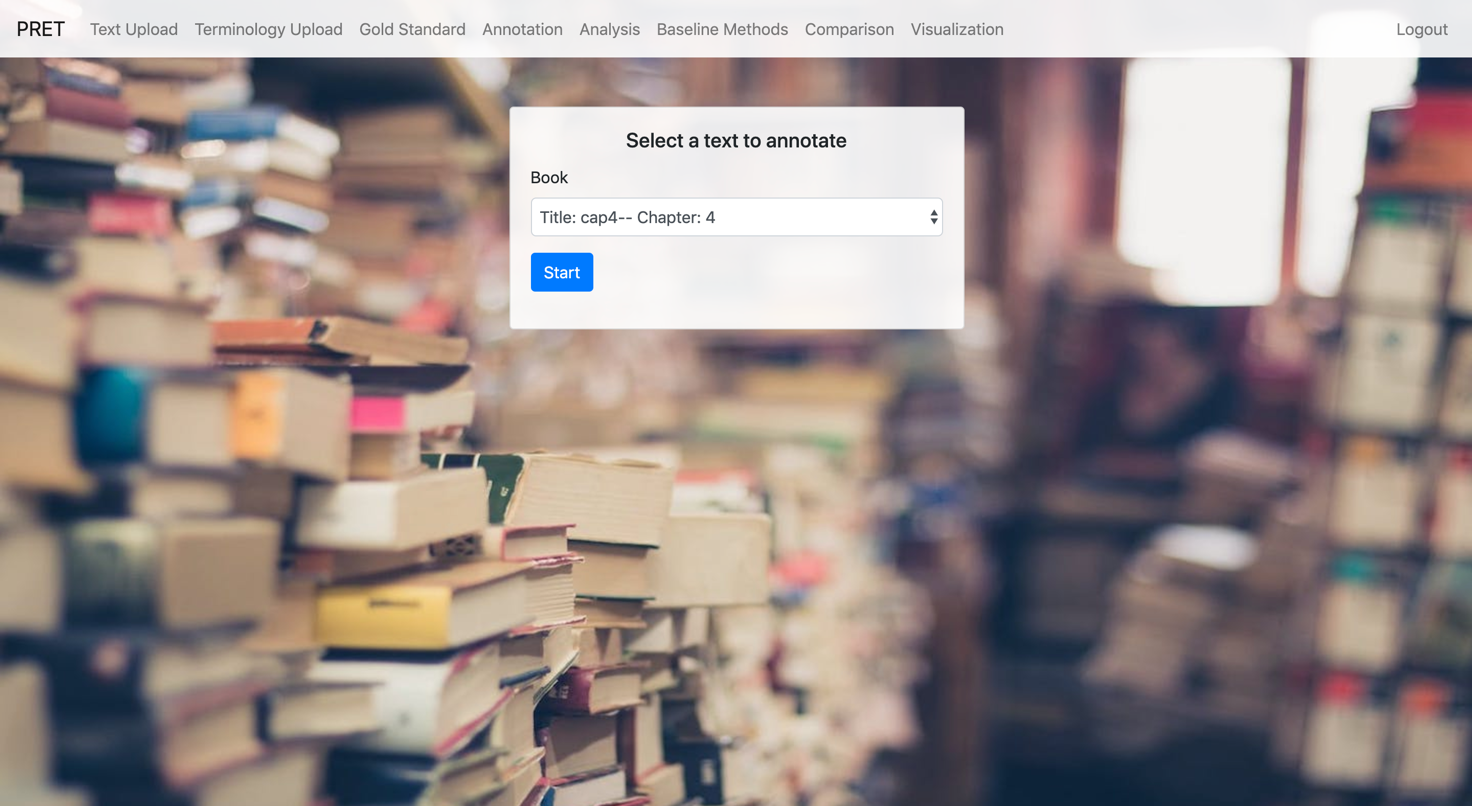 PRET Text Upload Terminology Upload Gold Standard Annotation Analysis Baseline Methods Comparison Visualization Logout
Select a text to annotate
Book
Title: cap4-- Chapter: 4
Start